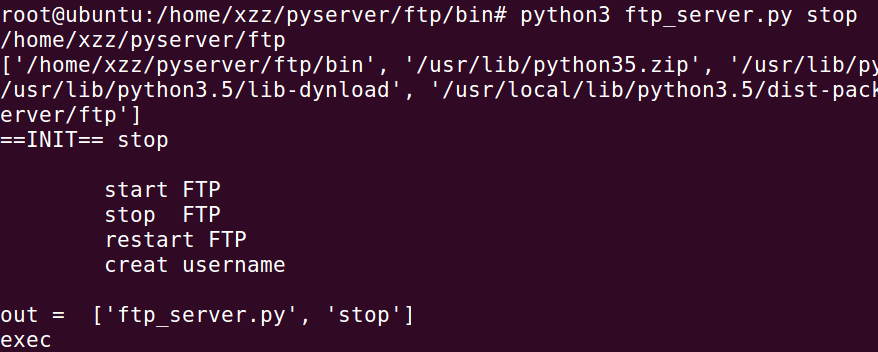 root@ubuntu:/home/xzz/pyserver/ftp/bin# python3 ftp_server.py stop
/home/xzz/pyserver/ftp
['/home/xzz/pyserver/ftp/bin', '/usr/lib/python35.zip', '/usr/lib/py
/usr/lib/python3.5/lib-dynload', '/usr/local/lib/python3.5/dist-pack
erver/ftp']
==INIT== stop
start FTP
stop  FTP
restart FTP
creat username
out =  ['ftp_server.py', 'stop']
exec